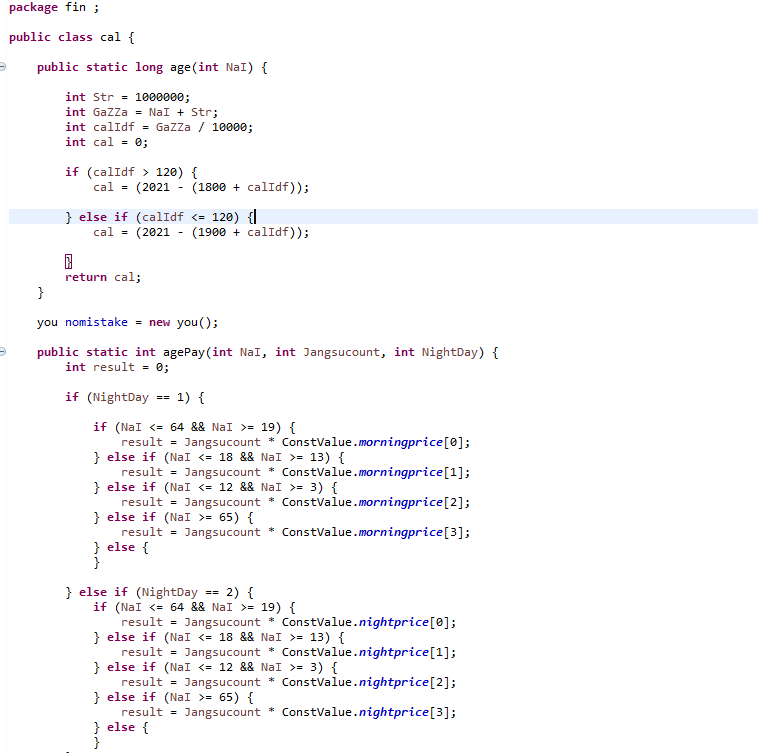 package fin ;
public class cal {
public static long age(int NaI) {
int Str = 1000000;
int GaZZa = NaI + Str;
int calIdf = GaZZa / 10000;
int cal = 0;
if (calIdf > 120) {
cal = (2021 - (1800 + calIdf));
} else if (calIdf <= 120) {
cal = (2021 - (1900 + calIdf));
}
return cal;
}
you nomistake = new you();
public static int agePay(int NaI, int Jangsucount, int NightDay) {
int result = 0;
if (NightDay == 1) {
if (NaI <= 64 && NaI >= 19) {
result = Jangsucount * ConstValue.morningprice[0];
} else if (NaI <= 18 && NaI >= 13) {
result = Jangsucount * ConstValue.morningprice[1];
} else if (NaI <= 12 && NaI >= 3) {
result = Jangsucount * ConstValue.morningprice[2];
} else if (NaI >= 65) {
result = Jangsucount * ConstValue.morningprice[3];
} else {
}
} else if (NightDay == 2) {
if (NaI <= 64 && NaI >= 19) {
result = Jangsucount * ConstValue.nightprice[0];
} else if (NaI <= 18 && NaI >= 13) {
result = Jangsucount * ConstValue.nightprice[1];
} else if (NaI <= 12 && NaI >= 3) {
result = Jangsucount * ConstValue.nightprice[2];
} else if (NaI >= 65) {
result = Jangsucount * ConstValue.nightprice[3];
} else {
}